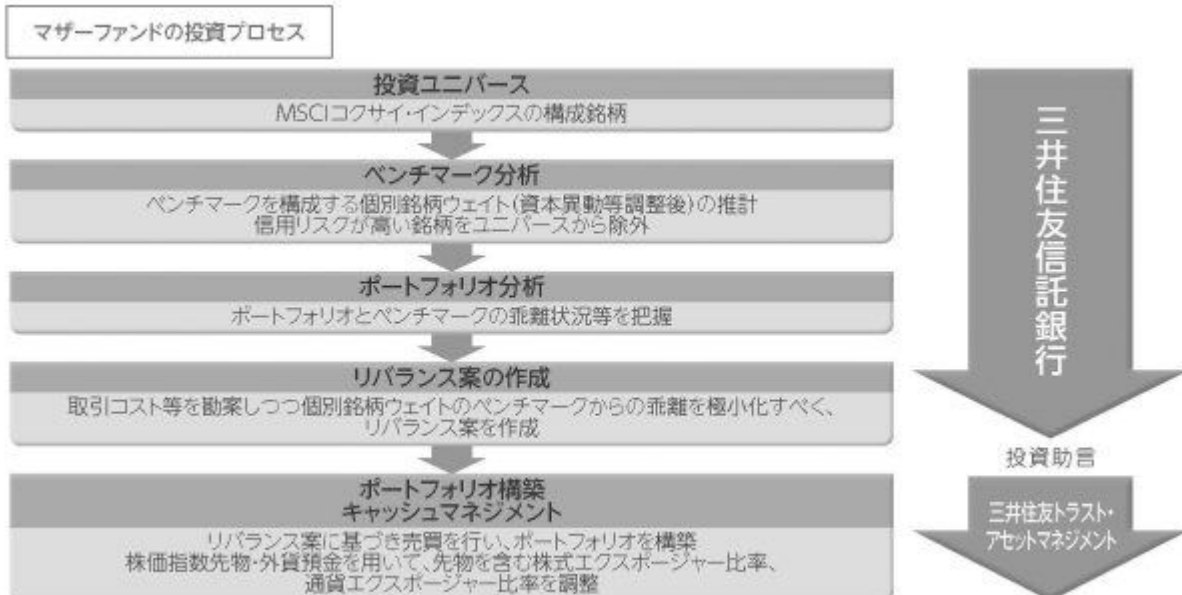 マザーファンドの投資プロセス
投資ユニバース
MSCIコクサイ・インデックスの構成銘柄
ベンチマーク分析
ベンチマークを構成する個別銘柄ウェイト(資本異動等調整後)の推計
信用リスクが高い銘柄をユニバースから除外
ポートフォリオ分析
ポートフォリオとベンチマークの乖離状況等を把握
リバランス案の作成
取引コスト等を勘案しつつ個別銘柄ウェイトのベンチマークからの乖離を極小化すべく、
リバランス案を作成
ポートフォリオ構築
キャッシュマネジメント
リバランス案に基づき売買を行い、ポートフォリオを構築
株価指数先物・外貨預金を用いて、先物を含む株式エクスポージャー比率、
通貨エクスポージャー比率を調整
三井住友信託銀行
投資助言
三井住友トラスト・
アセットマネジメント